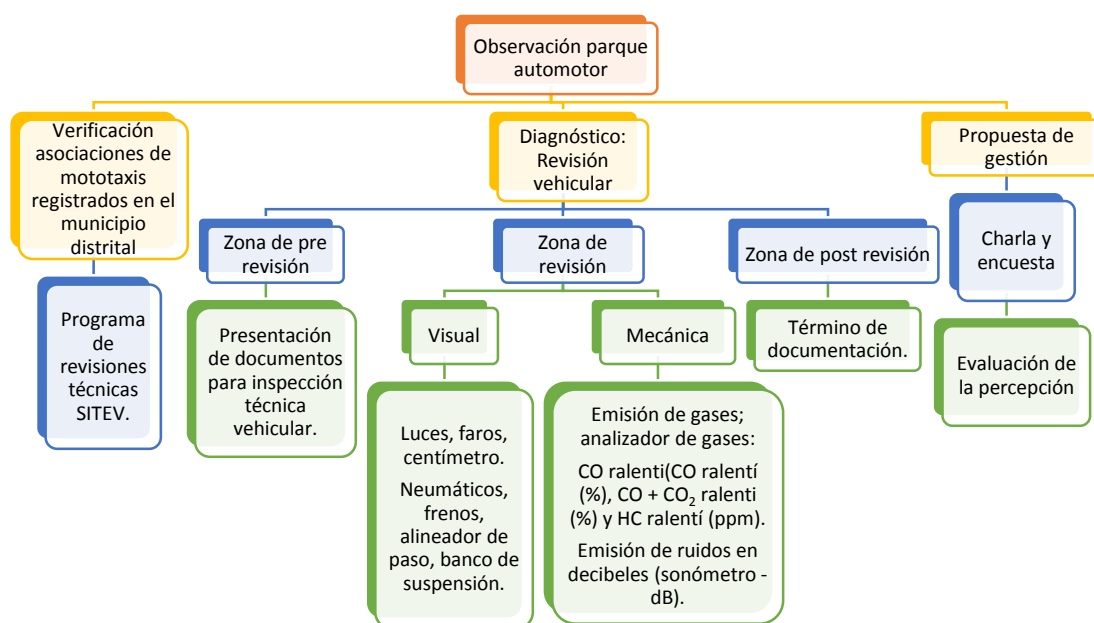 Observación parque
automotor
Verificación
asociaciones de
mototaxis
registrados en el
municipio
distrital
Diagnóstico:
Revisión
vehicular
Propuesta de
gestión
Programa
de
revisiones
técnicas
SITEV.
Zona de pre
revisión
Zona de
revisión
Zona de post revisión
Charla y
encuesta
Presentación
de documentos
para inspección
técnica
vehicular.
Visual
Mecánica
Término de
documentación.
Evaluación de
la percepción
Luces, faros,
centímetro.
Neumáticos,
frenos,
alineador de
paso, banco de
suspensión.
Emisión de gases;
analizador de gases:
CO ralenti(CO ralentí
(%), CO + CO₂ ralenti
(%) y HC ralentí (ppm).
Emisión de ruidos en
decibeles (sonómetro -
dB).